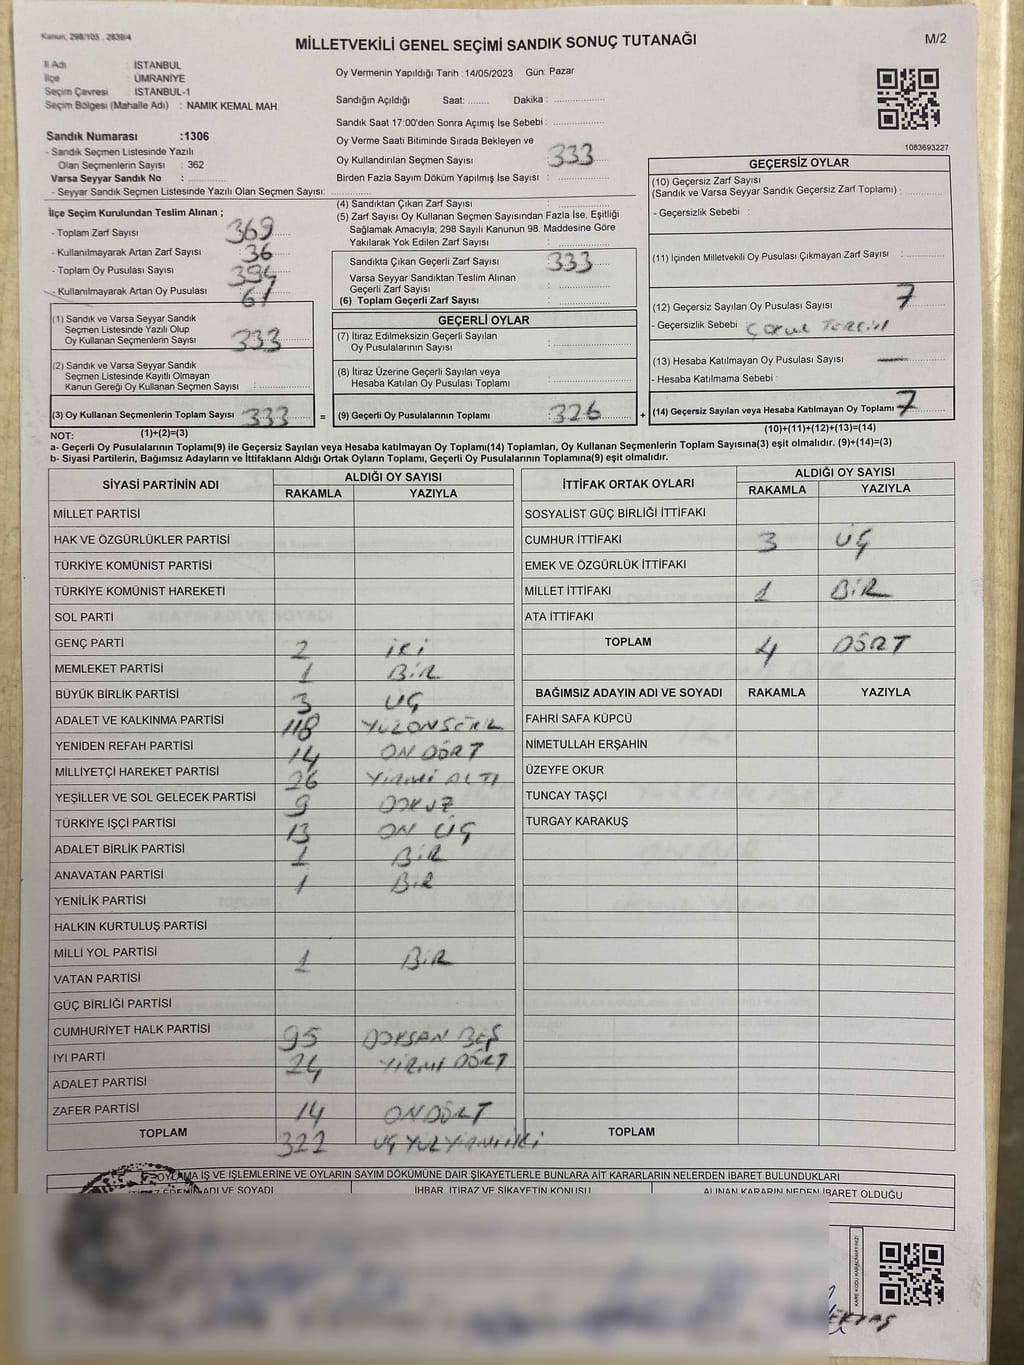 Kanun, 298/105 , 2839/4
MİLLETVEKİLİ GENEL SEÇİMİ SANDIK SONUÇ TUTANAĞI
M/2
İl Adı : İSTANBUL
İlçe : ÜMRANİYE
Seçim Çevresi : İSTANBUL-1
Seçim Bölgesi (Mahalle Adı) : NAMIK KEMAL MAH.
Sandık Numarası :1306
- Sandık Seçmen Listesinde Yazılı
Olan Seçmenlerin Sayısı : 362
Varsa Seyyar Sandık No :
- Seyyar Sandık Seçmen Listesinde Yazılı Olan Seçmen Sayısı:
Oy Vermenin Yapıldığı Tarih :14/05/2023 Gün: Pazar
Sandığın Açıldığı Saat: Dakika :
Sandık Saat 17:00'den Sonra Açımış İse Sebebi :
Oy Verme Saati Bitiminde Sırada Bekleyen ve
Oy Kullandırılan Seçmen Sayısı 333
Birden Fazla Sayım Döküm Yapılmış İse Sayısı :
1083693227
İlçe Seçim Kurulundan Teslim Alınan ;
- Toplam Zarf Sayısı 369
- Kullanılmayarak Artan Zarf Sayısı 36
- Toplam Oy Pusulası Sayısı 394
- Kullanılmayarak Artan Oy Pusulası 61
(1) Sandık ve Varsa Seyyar Sandık
Seçmen Listesinde Yazılı Olup
Oy Kullanan Seçmenlerin Sayısı 333
(2) Sandık ve Varsa Seyyar Sandık
Seçmen Listesinde Kayıtlı Olmayan
Kanun Gereği Oy Kullanan Seçmen Sayısı :
(3) Oy Kullanan Seçmenlerin Toplam Sayısı 333 =
(1)+(2)=(3)
(4) Sandıktan Çıkan Zarf Sayısı :
(5) Zarf Sayısı Oy Kullanan Seçmen Sayısından Fazla İse, Eşitliği
Sağlamak Amacıyla; 298 Sayılı Kanunun 98. Maddesine Göre
Yakılarak Yok Edilen Zarf Sayısı :
Sandıkta Çıkan Geçerli Zarf Sayısı 333
Varsa Seyyar Sandıktan Teslim Alınan
Geçerli Zarf Sayısı :
(6) Toplam Geçerli Zarf Sayısı :
GEÇERLİ OYLAR
(7) İtiraz Edilmeksizin Geçerli Sayılan
Oy Pusulalarının Sayısı :
(8) İtiraz Üzerine Geçerli Sayılan veya
Hesaba Katılan Oy Pusulası Toplamı :
(9) Geçerli Oy Pusulalarının Toplamı 326 +
GEÇERSİZ OYLAR
(10) Geçersiz Zarf Sayısı
(Sandık ve Varsa Seyyar Sandık Geçersiz Zarf Toplamı) :
- Geçersizlik Sebebi :
(11) İçinden Milletvekili Oy Pusulası Çıkmayan Zarf Sayısı :
(12) Geçersiz Sayılan Oy Pusulası Sayısı 7
- Geçersizlik Sebebi ÇOKUL TERCİH
(13) Hesaba Katılmayan Oy Pusulası Sayısı —
- Hesaba Katılmama Sebebi :
(14) Geçersiz Sayılan veya Hesaba Katılmayan Oy Toplamı 7
(10)+(11)+(12)+(13)=(14)
NOT:
a- Geçerli Oy Pusulalarının Toplamı(9) ile Geçersiz Sayılan veya Hesaba katılmayan Oy Toplamı(14) Toplamları, Oy Kullanan Seçmenlerin Toplam Sayısına(3) eşit olmalıdır. (9)+(14)=(3)
b- Siyasi Partilerin, Bağımsız Adayların ve İttifakların Aldığı Ortak Oyların Toplamı, Geçerli Oy Pusulalarının Toplamına(9) eşit olmalıdır.
SİYASİ PARTİNİN ADI ALDIĞI OY SAYISI
RAKAMLA YAZIYLA
MİLLET PARTİSİ
HAK VE ÖZGÜRLÜKLER PARTİSİ
TÜRKİYE KOMÜNİST PARTİSİ
TÜRKİYE KOMÜNİST HAREKETİ
SOL PARTİ
GENÇ PARTİ 2 İKİ
MEMLEKET PARTİSİ 1 BİR
BÜYÜK BİRLİK PARTİSİ 3 ÜÇ
ADALET VE KALKINMA PARTİSİ 118 YÜZONSEKİZ
YENİDEN REFAH PARTİSİ 14 ON DÖRT
MİLLİYETÇİ HAREKET PARTİSİ 26 YİRMİ ALTI
YEŞİLLER VE SOL GELECEK PARTİSİ 9 DOKUZ
TÜRKİYE İŞÇİ PARTİSİ 13 ON ÜÇ
ADALET BİRLİK PARTİSİ 1 BİR
ANAVATAN PARTİSİ 1 BİR
YENİLİK PARTİSİ
HALKIN KURTULUŞ PARTİSİ
MİLLİ YOL PARTİSİ 1 BİR
VATAN PARTİSİ
GÜÇ BİRLİĞİ PARTİSİ
CUMHURİYET HALK PARTİSİ 95 DOKSAN BEŞ
İYİ PARTİ 24 YİRMİ DÖRT
ADALET PARTİSİ
ZAFER PARTİSİ 14 ONDÖRT
TOPLAM 322 ÜÇ YÜZ YİRMİ İKİ
İTTİFAK ORTAK OYLARI ALDIĞI OY SAYISI
RAKAMLA YAZIYLA
SOSYALİST GÜÇ BİRLİĞİ İTTİFAKI
CUMHUR İTTİFAKI 3 ÜÇ
EMEK VE ÖZGÜRLÜK İTTİFAKI
MİLLET İTTİFAKI 1 BİR
ATA İTTİFAKI
TOPLAM 4 DÖRT
BAĞIMSIZ ADAYIN ADI VE SOYADI RAKAMLA YAZIYLA
FAHRİ SAFA KÜPCÜ
NİMETULLAH ERŞAHİN
ÜZEYFE OKUR
TUNCAY TAŞÇI
TURGAY KARAKUŞ
TOPLAM
OYLAMA İŞ VE İŞLEMLERİNE VE OYLARIN SAYIM DÖKÜMÜNE DAİR ŞİKAYETLERLE BUNLARA AİT KARARLARIN NELERDEN İBARET BULUNDUKLARI
İTİRAZ EDENİN ADI VE SOYADI İHBAR, İTİRAZ VE ŞİKAYETİN KONUSU ALINAN KARARIN NEDEN İBARET OLDUĞU